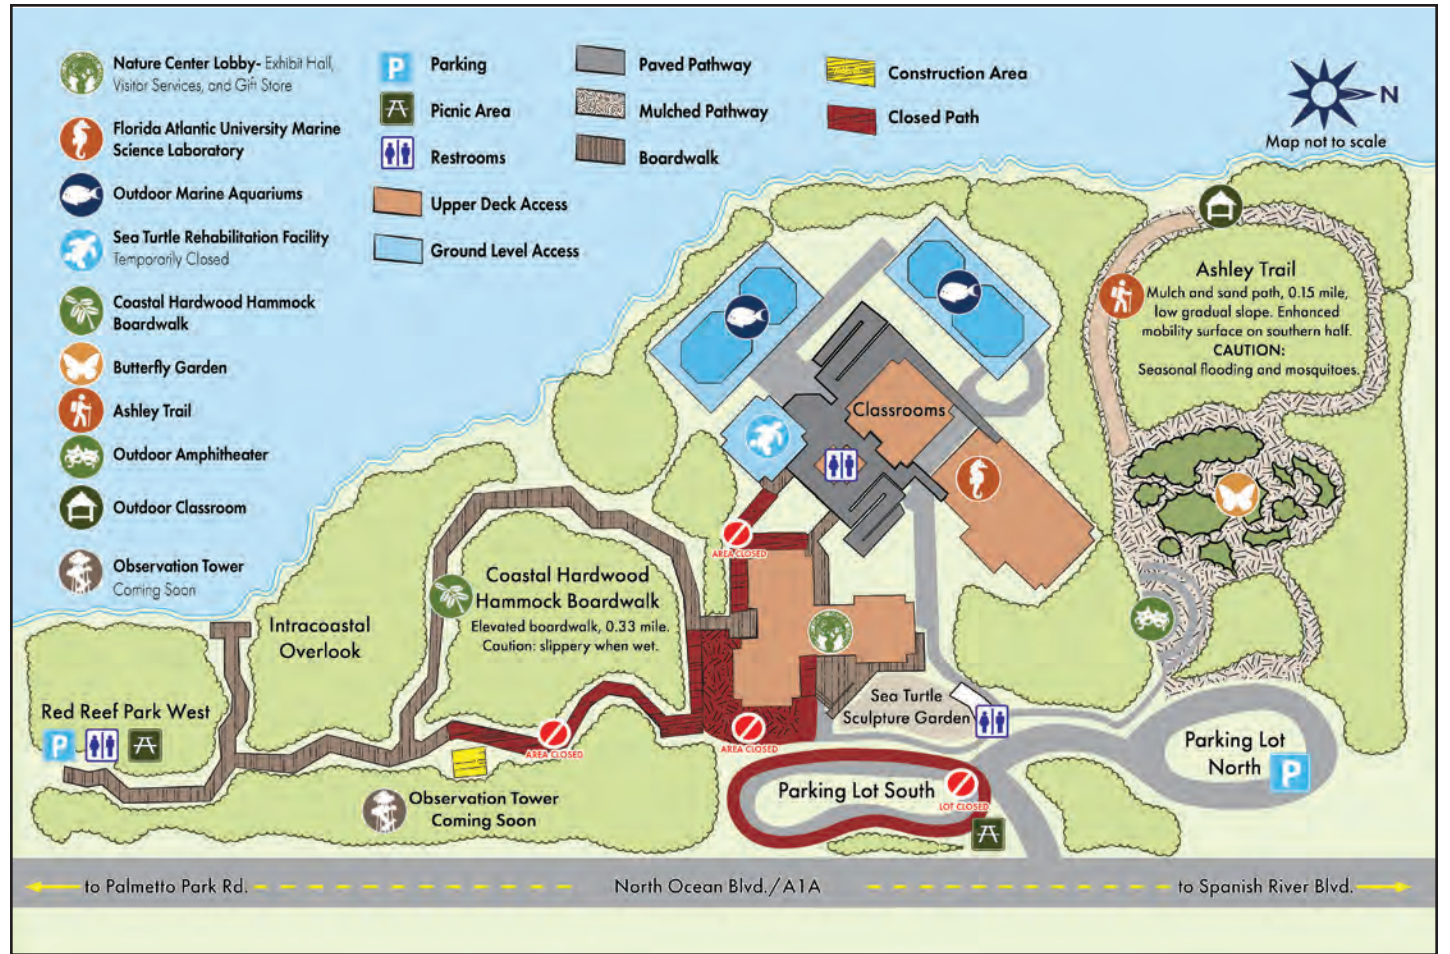 Nature Center Lobby- Exhibit Hall,
Visitor Services, and Gift Store
Florida Atlantic University Marine
Science Laboratory
Outdoor Marine Aquariums
Sea Turtle Rehabilitation Facility
Temporarily Closed
Coastal Hardwood Hammock
Boardwalk
Butterfly Garden
Ashley Trail
Outdoor Amphitheater
Outdoor Classroom
Observation Tower
Coming Soon
P Parking
Picnic Area
Restrooms
Upper Deck Access
Ground Level Access
Paved Pathway
Mulched Pathway
Boardwalk
Construction Area
Closed Path
N
Map not to scale
Ashley Trail
Mulch and sand path, 0.15 mile,
low gradual slope. Enhanced
mobility surface on southern half.
CAUTION:
Seasonal flooding and mosquitoes.
Classrooms
AREA CLOSED
Coastal Hardwood
Hammock Boardwalk
Elevated boardwalk, 0.33 mile.
Caution: slippery when wet.
Intracoastal
Overlook
Red Reef Park West
P
Sea Turtle
Sculpture Garden
AREA CLOSED
AREA CLOSED
Parking Lot
North
P
Parking Lot South
LOT CLOSED
Observation Tower
Coming Soon
to Palmetto Park Rd.
North Ocean Blvd./A1A
to Spanish River Blvd.